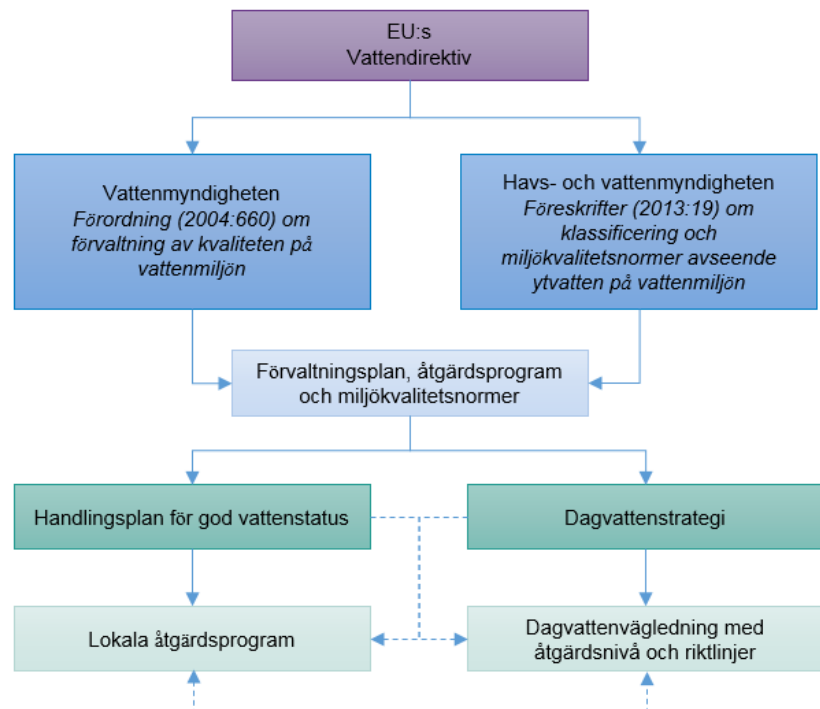 EU:s
Vattendirektiv
Vattenmyndigheten
Förordning (2004:660) om
förvaltning av kvaliteten på
vattenmiljön
Havs- och vattenmyndigheten
Föreskrifter (2013:19) om
klassificering och
miljökvalitetsnormer avseende
ytvatten på vattenmiljön
Förvaltningsplan, åtgärdsprogram
och miljökvalitetsnormer
Handlingsplan för god vattenstatus
Dagvattenstrategi
Lokala åtgärdsprogram
Dagvattenvägledning med
åtgärdsnivå och riktlinjer